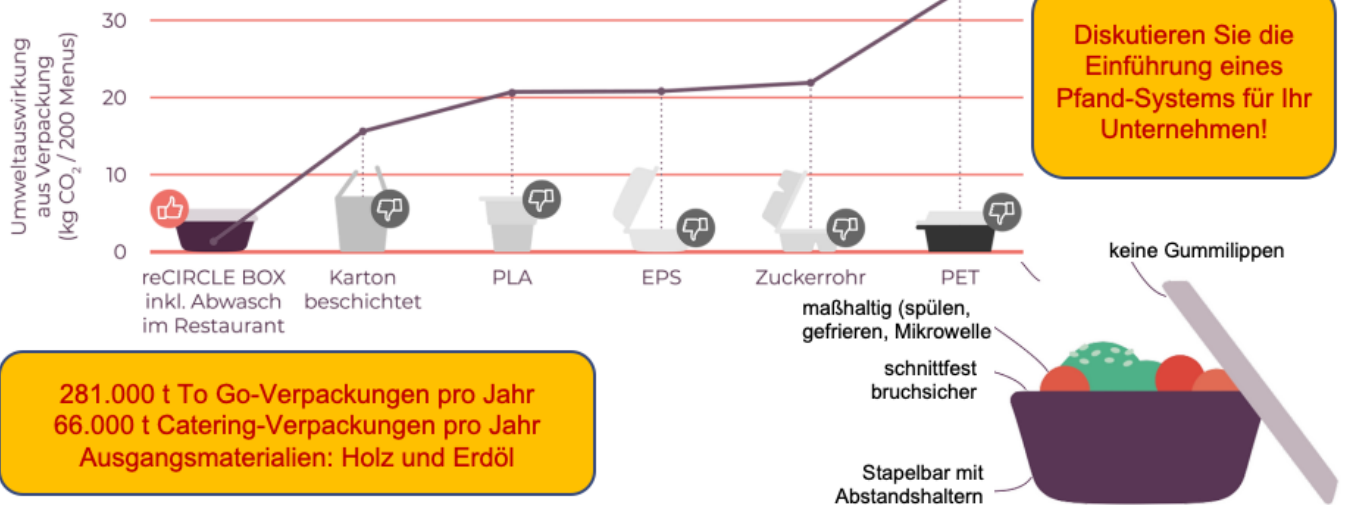 Umweltauswirkung
aus Verpackung
(kg CO₂ / 200 Menus)
30
20
10
0
reCIRCLE BOX
inkl. Abwasch
im Restaurant
Karton
beschichtet
PLA
EPS
Zuckerrohr
PET
Diskutieren Sie die
Einführung eines
Pfand-Systems für Ihr
Unternehmen!
keine Gummilippen
maßhaltig (spülen,
gefrieren, Mikrowelle
schnittfest
bruchsicher
Stapelbar mit
Abstandshaltern
281.000 t To Go-Verpackungen pro Jahr
66.000 t Catering-Verpackungen pro Jahr
Ausgangsmaterialien: Holz und Erdöl